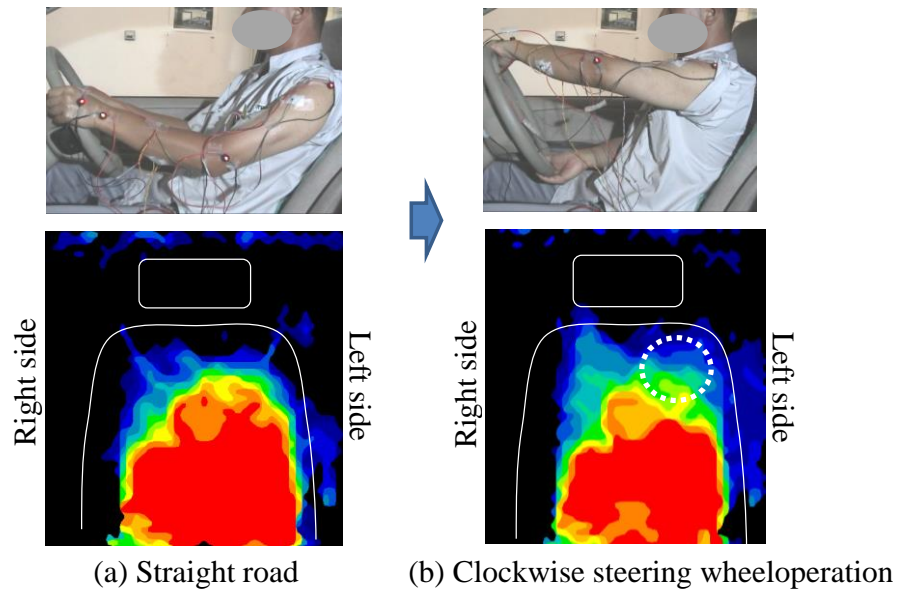 Right side
Left side
Right side
Left side
(a) Straight road
(b) Clockwise steering wheeloperation